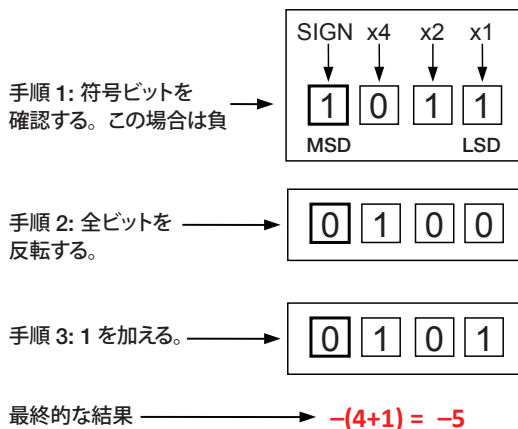 SIGN x4 x2 x1
手順 1: 符号ビットを
確認する。この場合は負
1 0 1 1
MSD LSD
手順 2: 全ビットを
反転する。
0 1 0 0
手順 3: 1 を加える。
0 1 0 1
最終的な結果
–(4+1) = –5